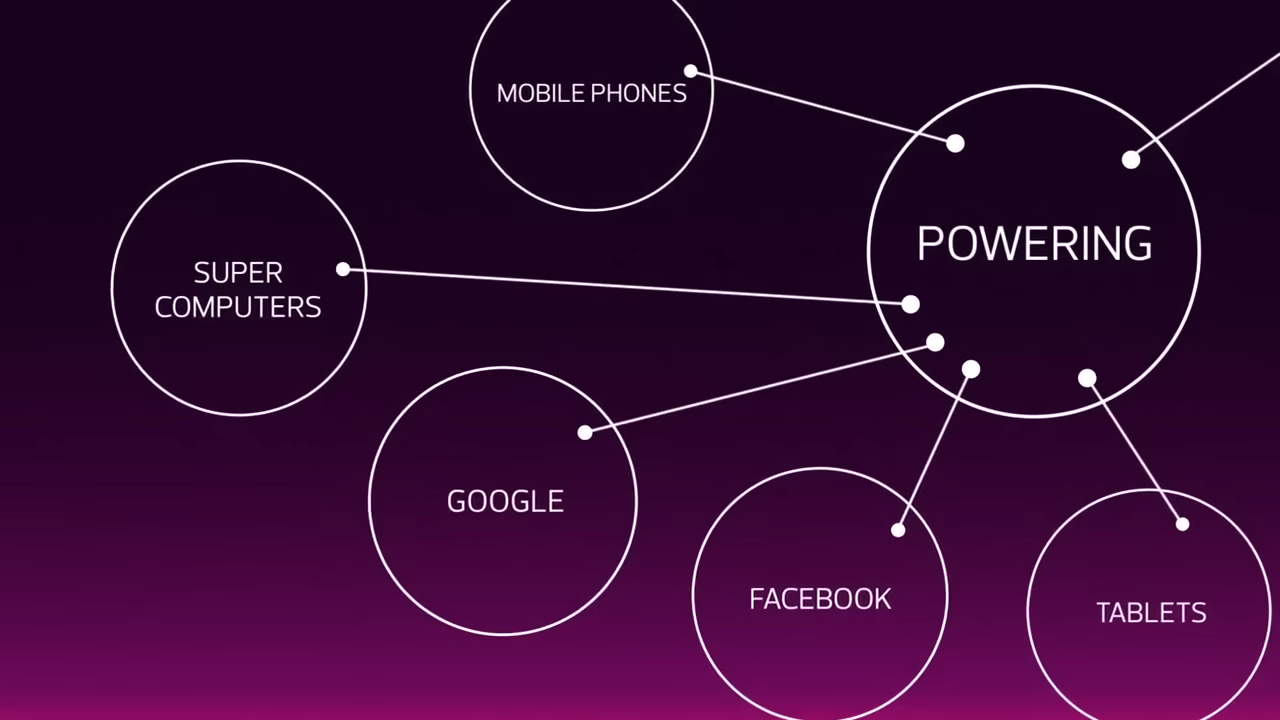 MOBILE PHONES
POWERING
SUPER
COMPUTERS
GOOGLE
FACEBOOK
TABLETS